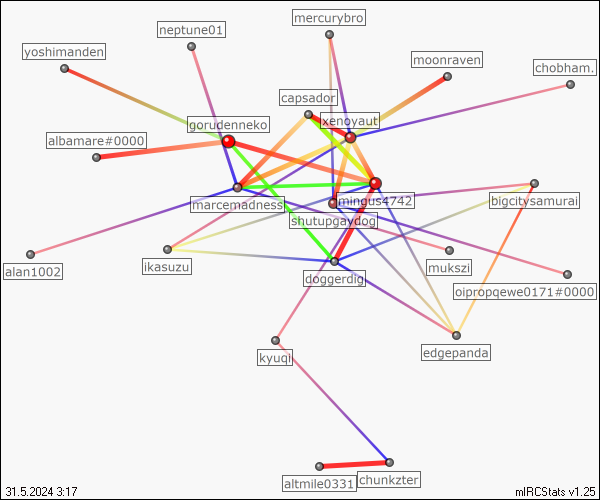 mercurybro
neptune01
yoshimanden
moonraven
chobham.
capsador
xenoyaut
gorudenneko
albamare#0000
marcemadness
mingus4742
bigcitysamurai
shutupgaydog
alan1002
ikasuzu
mukszi
doggerdig
oipropqewe0171#0000
edgepanda
kyuqi
altmile0331
chunkzter
31.5.2024 3:17
mIRCStats v1.25